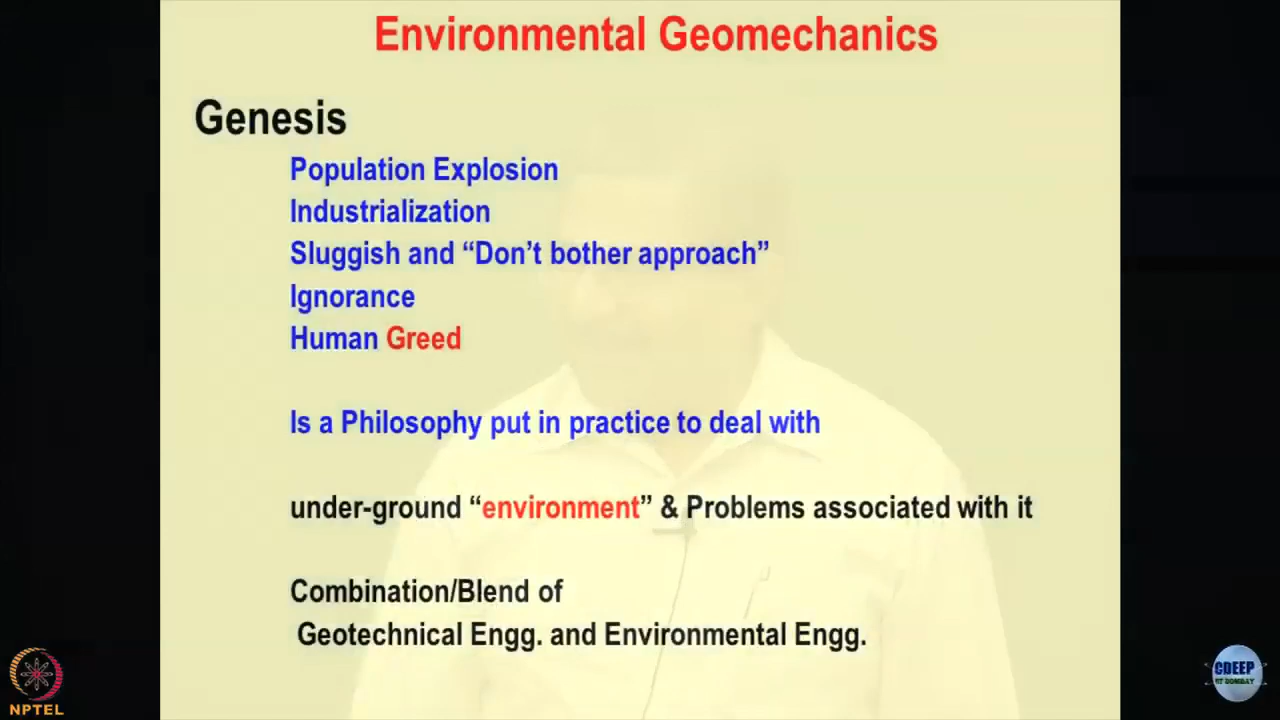 Environmental Geomechanics
Genesis
Population Explosion
Industrialization
Sluggish and “Don’t bother approach”
Ignorance
Human Greed
Is a Philosophy put in practice to deal with
under-ground “environment” & Problems associated with it
Combination/Blend of
Geotechnical Engg. and Environmental Engg.
NPTEL
CDEEP
IIT BOMBAY